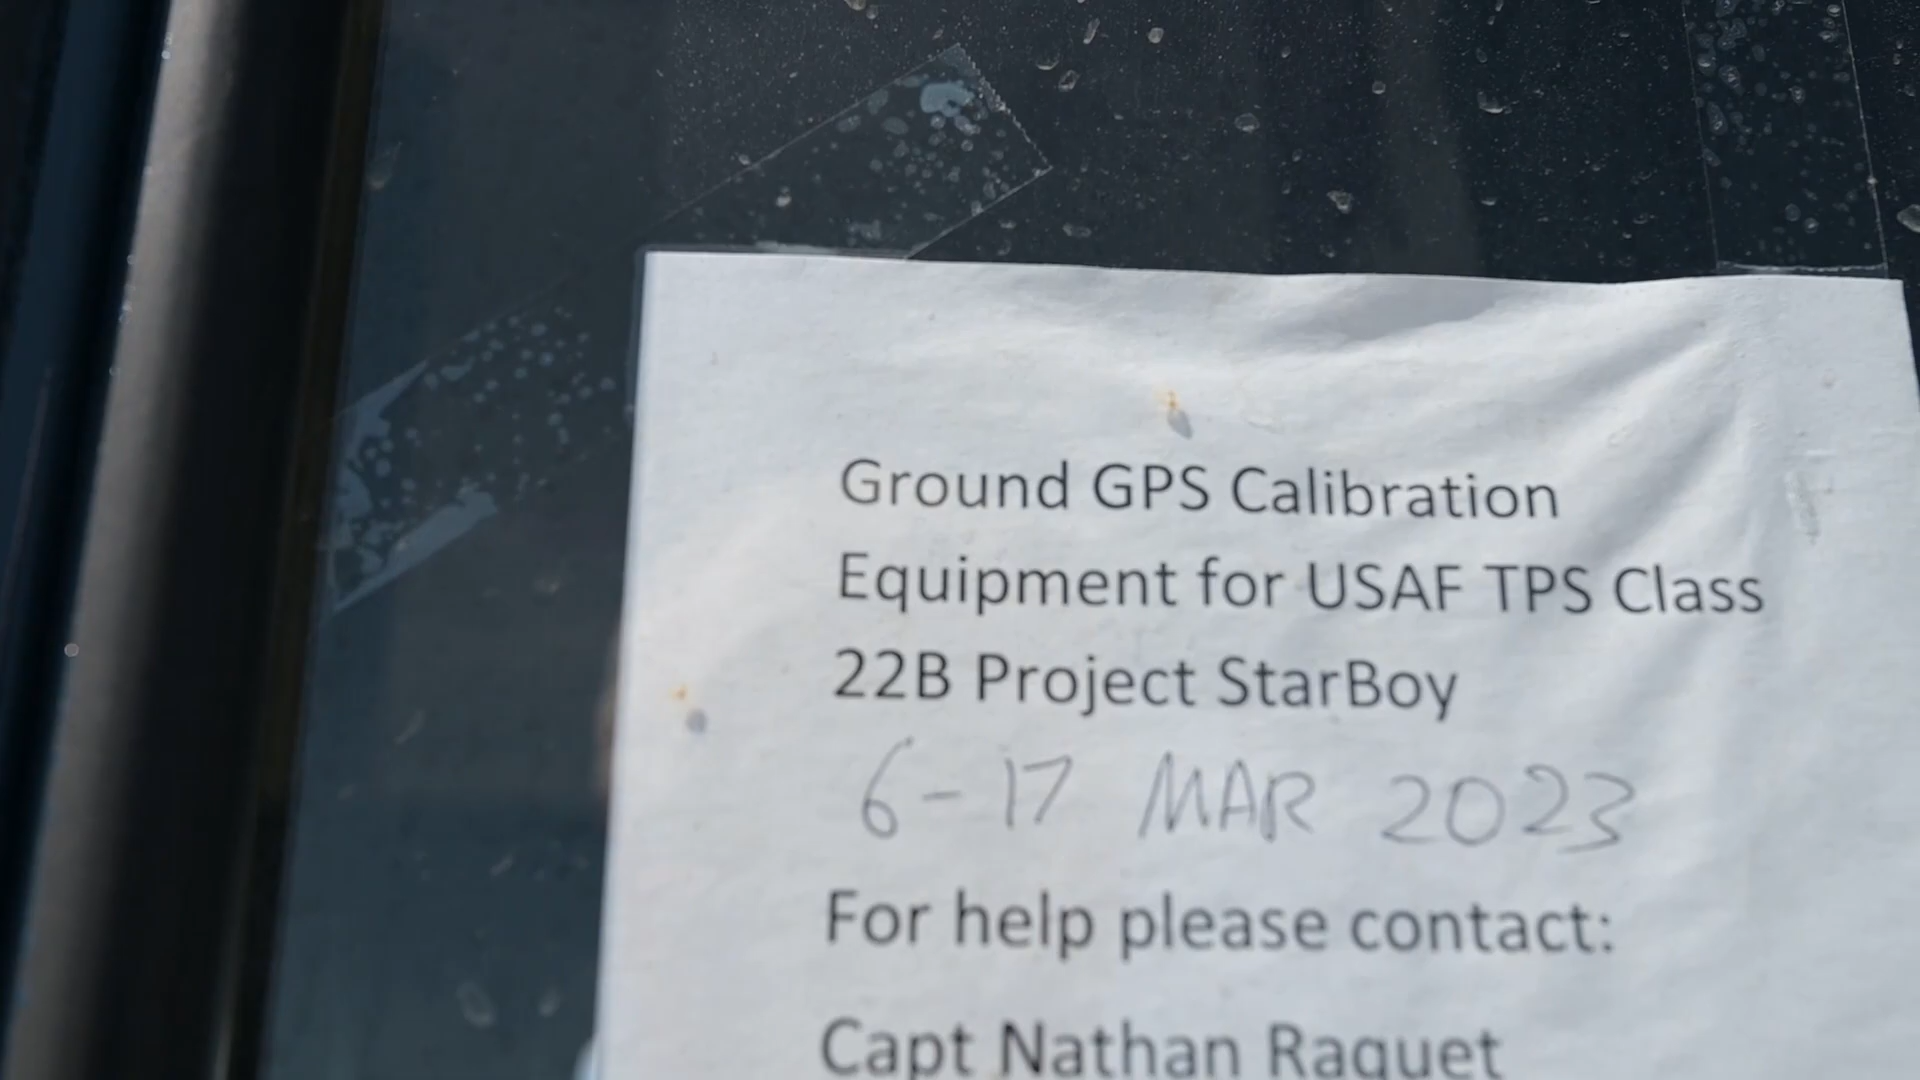 Ground GPS Calibration
Equipment for USAF TPS Class
22B Project StarBoy
6-17 MAR 2023
For help please contact:
Capt Nathan Raquet